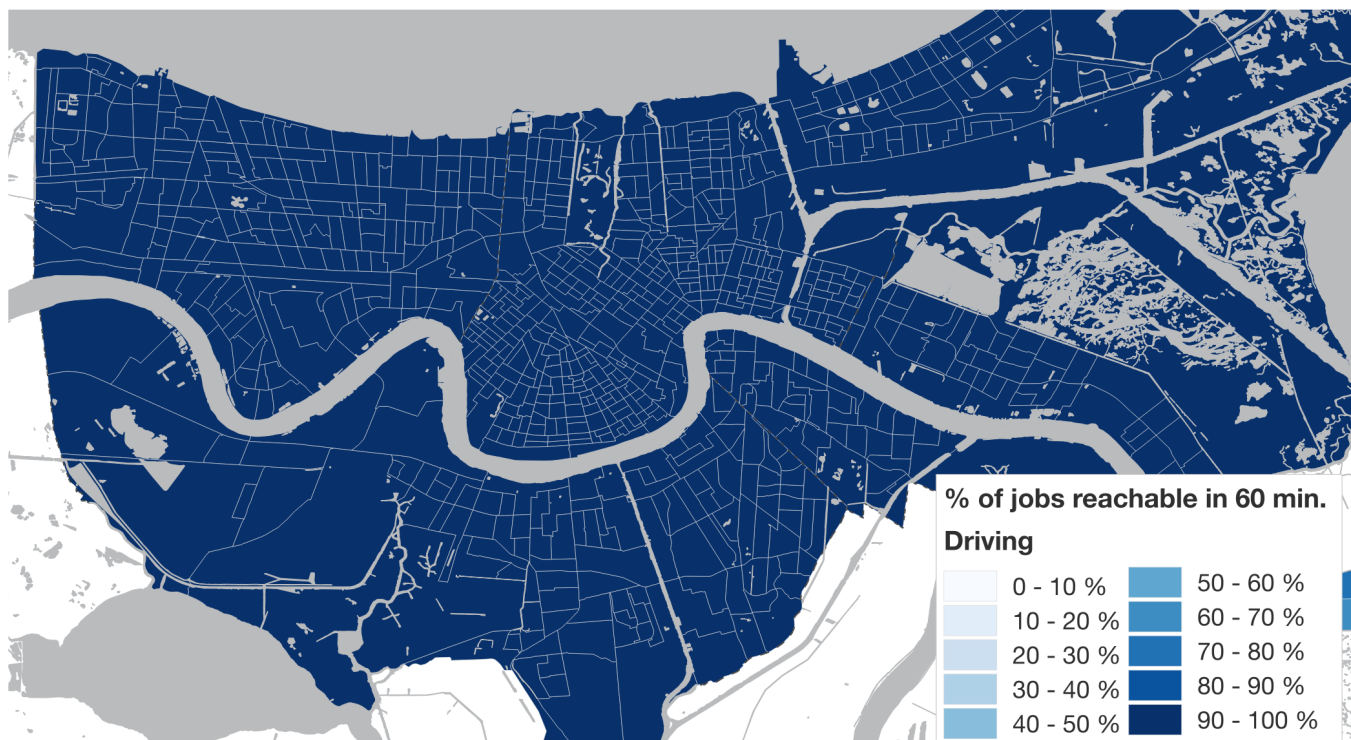 % of jobs reachable in 60 min.
Driving
0 - 10 %
10 - 20 %
20 - 30 %
30 - 40 %
40 - 50 %
50 - 60 %
60 - 70 %
70 - 80 %
80 - 90 %
90 - 100 %